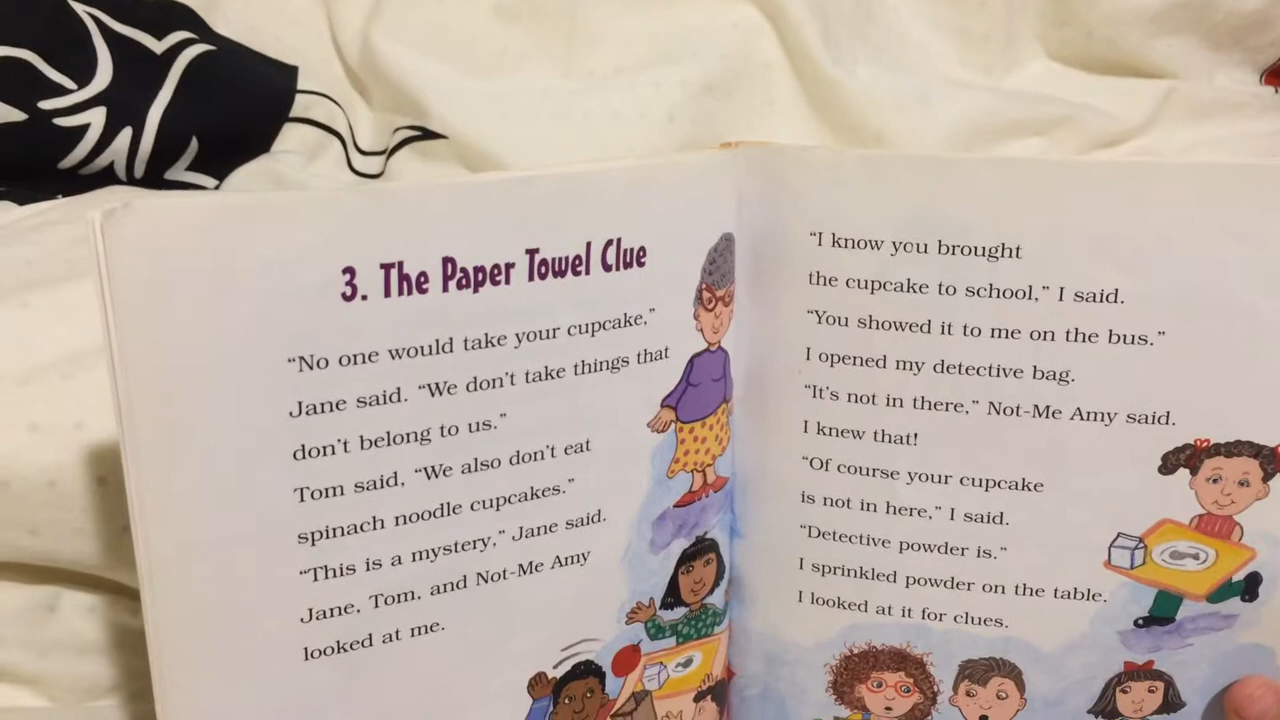 3. The Paper Towel Clue
“No one would take your cupcake,”
Jane said. “We don’t take things that
don’t belong to us.”
Tom said, “We also don’t eat
spinach noodle cupcakes.”
“This is a mystery,” Jane said.
Jane, Tom, and Not-Me Amy
looked at me.
“I know you brought
the cupcake to school,” I said.
“You showed it to me on the bus.”
I opened my detective bag.
“It’s not in there,” Not-Me Amy said.
I knew that!
“Of course your cupcake
is not in here,” I said.
“Detective powder is.”
I sprinkled powder on the table.
I looked at it for clues.